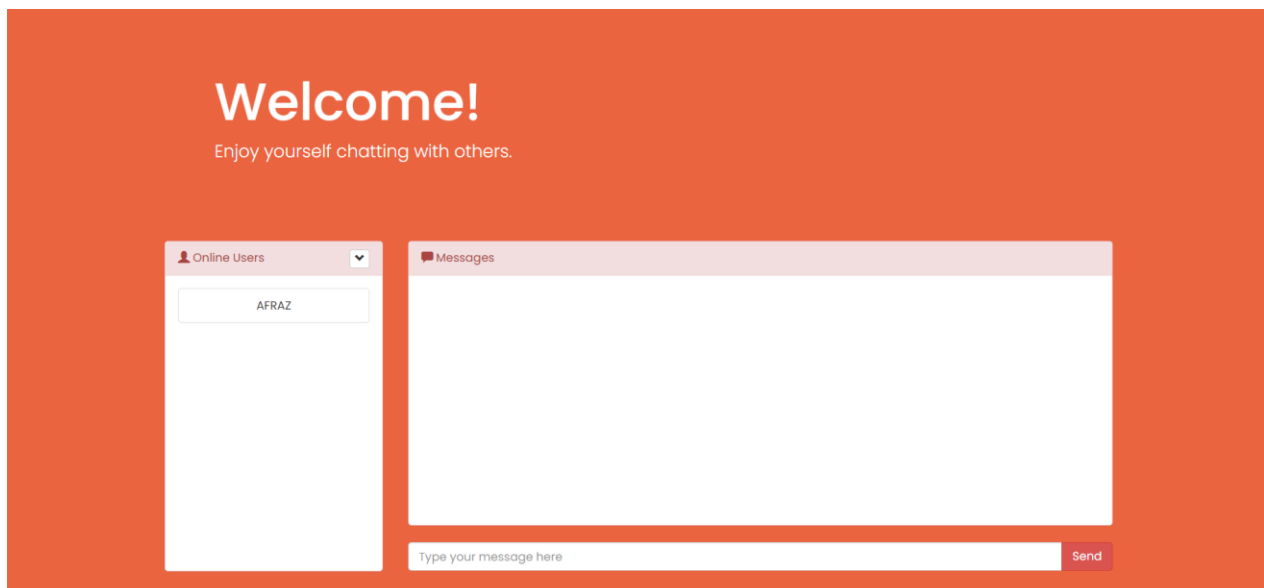 Welcome!
Enjoy yourself chatting with others.
Online Users
AFRAZ
Messages
Type your message here
Send